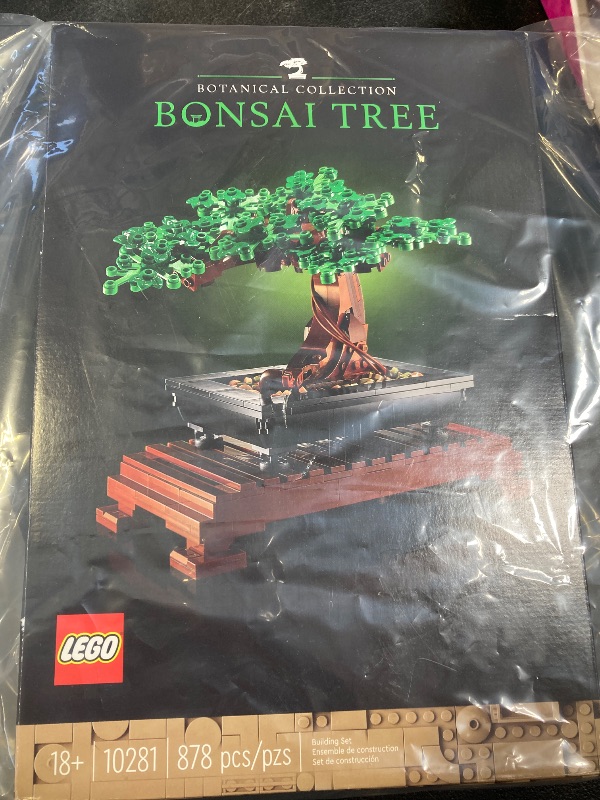 BOTANICAL COLLECTION
BONSAI TREE
LEGO
18+ | 10281 | 878 pcs/pzs
Building Set
Ensemble de construction
Set de construcción